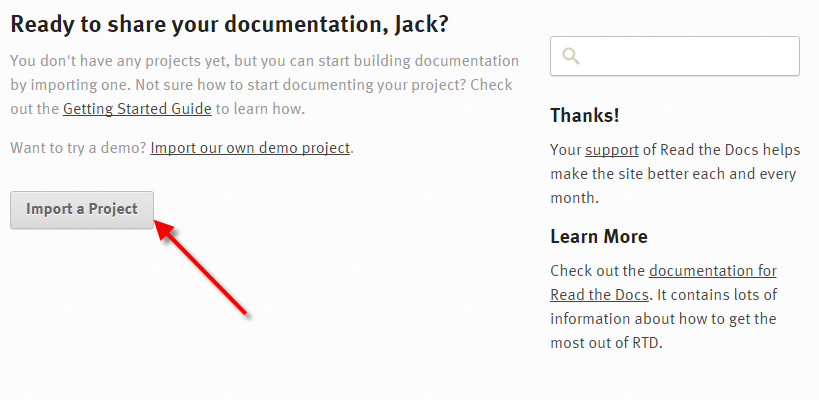 Ready to share your documentation, Jack?
You don't have any projects yet, but you can start building documentation
by importing one. Not sure how to start documenting your project? Check
out the Getting Started Guide to learn how.
Want to try a demo? Import our own demo project.
Import a Project
Thanks!
Your support of Read the Docs helps
make the site better each and every
month.
Learn More
Check out the documentation for
Read the Docs. It contains lots of
information about how to get the
most out of RTD.